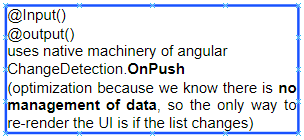 @Input()
@output()
uses native machinery of angular
ChangeDetection.OnPush
(optimization because we know there is no
management of data, so the only way to
re-render the UI is if the list changes)